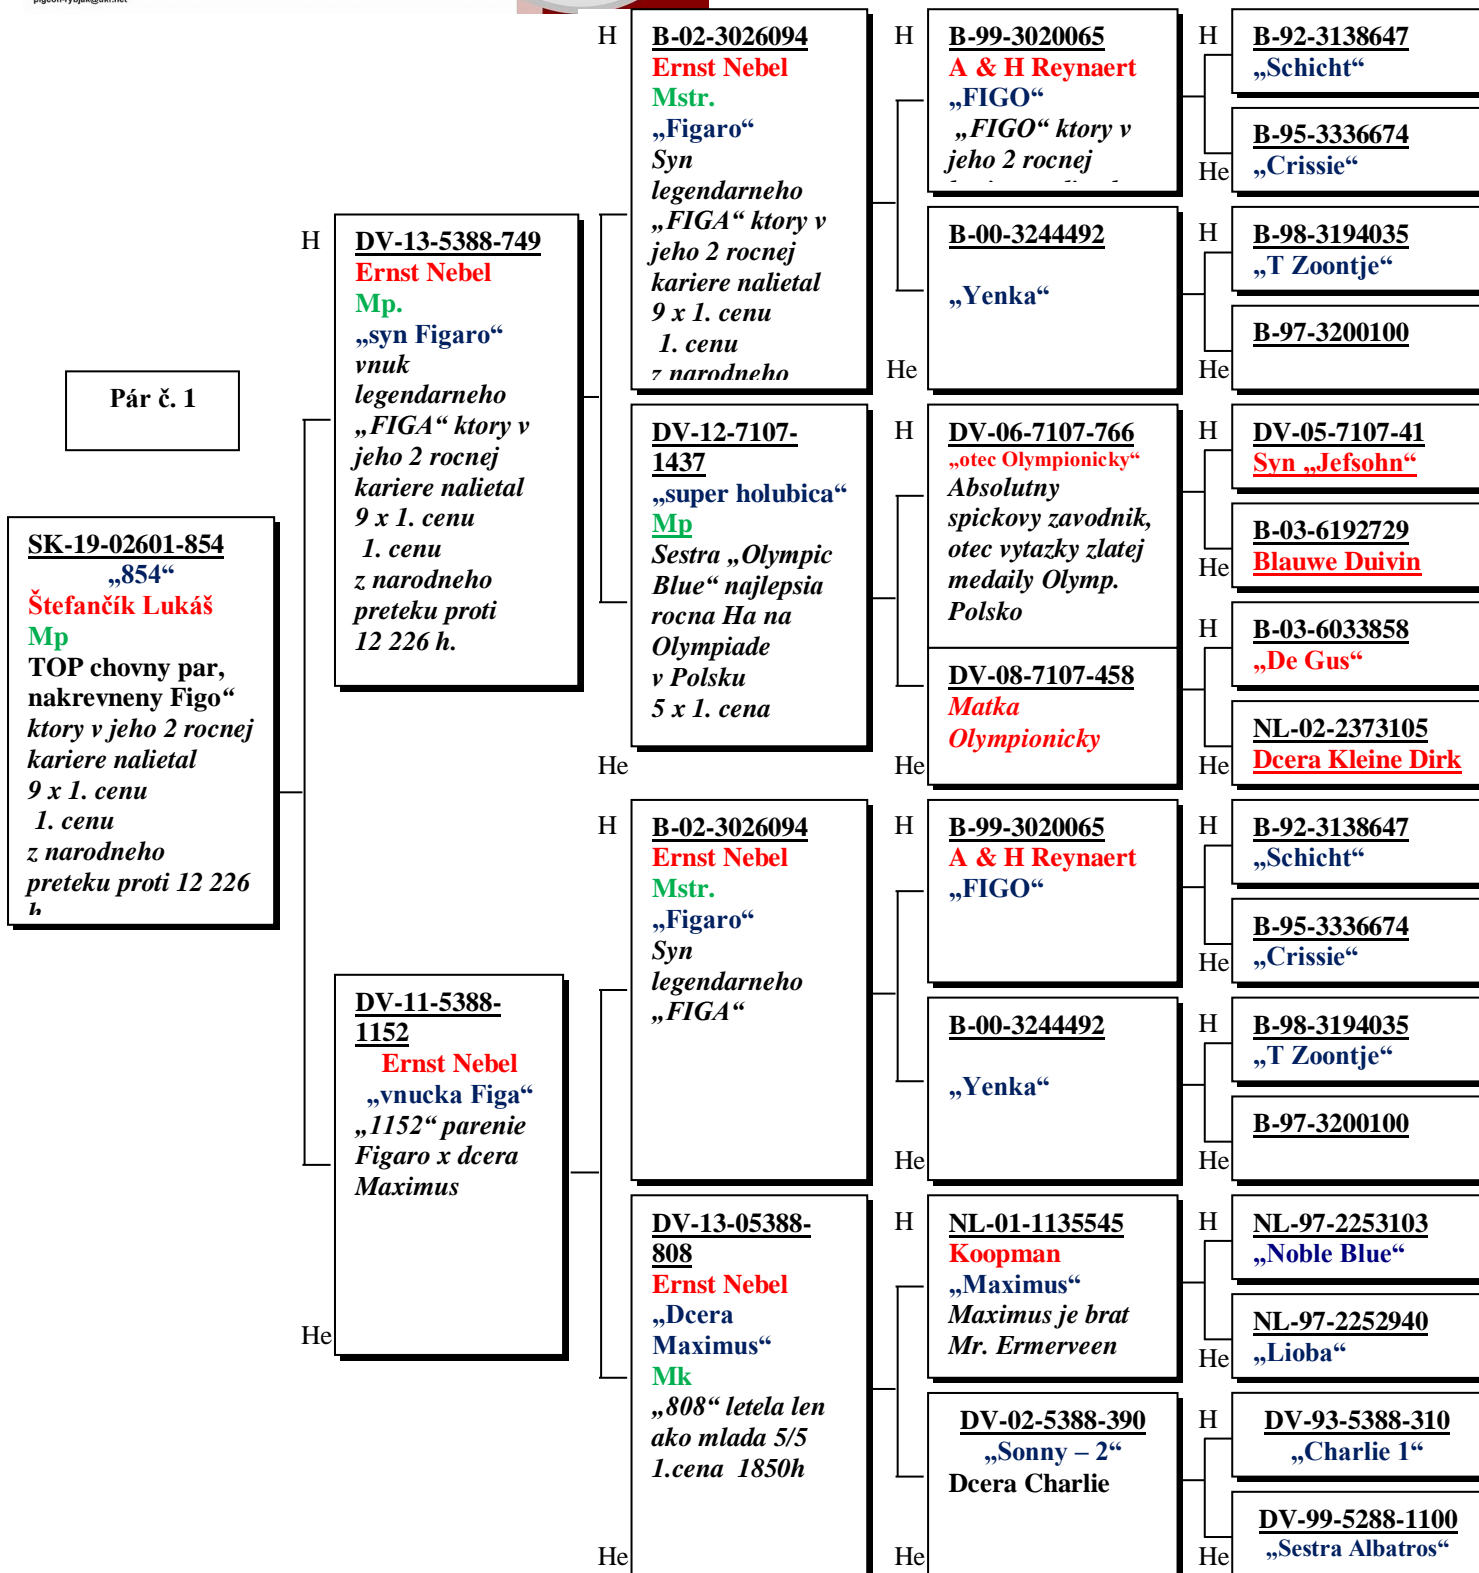 pigeon-rybjak@ukr.net
Pár č. 1
SK-19-02601-854
„854“
Štefančík Lukáš
Mp
TOP chovny par,
nakrevneny Figo“
ktory v jeho 2 rocnej
kariere nalietal
9 x 1. cenu
1. cenu
z narodneho
preteku proti 12 226
h.
H
DV-13-5388-749
Ernst Nebel
Mp.
„syn Figaro“
vnuk
legendarneho
„FIGA“ ktory v
jeho 2 rocnej
kariere nalietal
9 x 1. cenu
1. cenu
z narodneho
preteku proti
12 226 h.
He
DV-11-5388-
1152
Ernst Nebel
„vnucka Figa“
„1152“ parenie
Figaro x dcera
Maximus
H
B-02-3026094
Ernst Nebel
Mstr.
„Figaro“
Syn
legendarneho
„FIGA“ ktory v
jeho 2 rocnej
kariere nalietal
9 x 1. cenu
1. cenu
z narodneho
He
DV-12-7107-
1437
„super holubica“
Mp
Sestra „Olympic
Blue“ najlepsia
rocna Ha na
Olympiade
v Polsku
5 x 1. cena
H
B-02-3026094
Ernst Nebel
Mstr.
„Figaro“
Syn
legendarneho
„FIGA“
He
DV-13-05388-
808
Ernst Nebel
„Dcera
Maximus“
Mk
„808“ letela len
ako mlada 5/5
1.cena 1850h
H
B-99-3020065
A & H Reynaert
„FIGO“
„FIGO“ ktory v
jeho 2 rocnej
He
B-00-3244492
„Yenka“
H
DV-06-7107-766
„otec Olympionicky“
Absolutny
spickovy zavodnik,
otec vytazky zlatej
medaily Olymp.
Polsko
He
DV-08-7107-458
Matka
Olympionicky
H
B-99-3020065
A & H Reynaert
„FIGO“
He
B-00-3244492
„Yenka“
H
NL-01-1135545
Koopman
„Maximus“
Maximus je brat
Mr. Ermerveen
He
DV-02-5388-390
„Sonny – 2“
Dcera Charlie
H
B-92-3138647
„Schicht“
He
B-95-3336674
„Crissie“
H
B-98-3194035
„T Zoontje“
He
B-97-3200100
H
DV-05-7107-41
Syn „Jefsohn“
He
B-03-6192729
Blauwe Duivin
H
B-03-6033858
„De Gus“
He
NL-02-2373105
Dcera Kleine Dirk
H
B-92-3138647
„Schicht“
He
B-95-3336674
„Crissie“
H
B-98-3194035
„T Zoontje“
He
B-97-3200100
H
NL-97-2253103
„Noble Blue“
He
NL-97-2252940
„Lioba“
H
DV-93-5388-310
„Charlie 1“
He
DV-99-5288-1100
„Sestra Albatros“